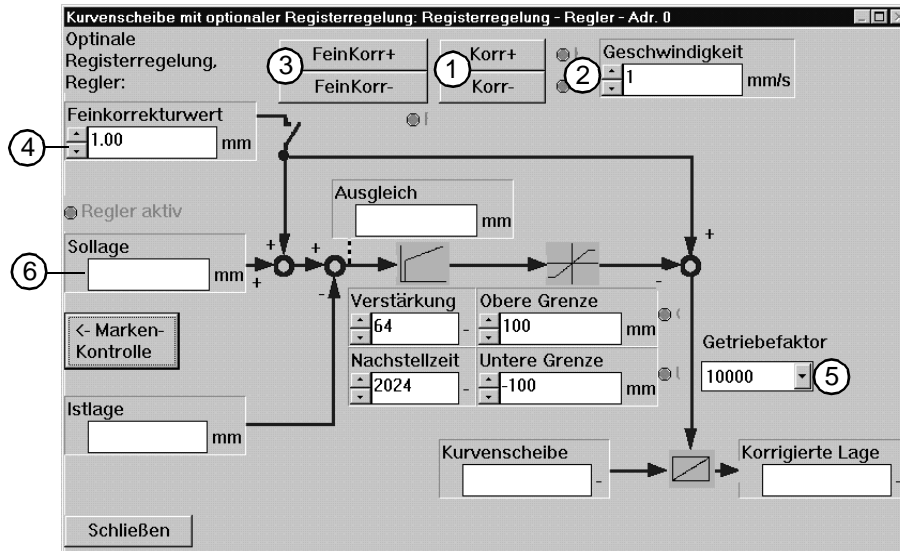 Kurvenscheibe mit optionaler Registerregelung: Registerregelung - Regler - Adr. 0
Optinale
Registerregelung,
Regler:
3
FeinKorr+
FeinKorr-
1
Korr+
Korr-
2
Geschwindigkeit
1
mm/s
4
Feinkorrekturwert
1.00
mm
Regler aktiv
Ausgleich
mm
6
Sollage
mm
+
+
+
-
+
-
<- Marken-
Kontrolle
Verstärkung
64
-
Obere Grenze
100
mm
Nachstellzeit
2024
-
Untere Grenze
-100
mm
Getriebefaktor
10000
5
Istlage
mm
Kurvenscheibe
-
Korrigierte Lage
-
Schließen